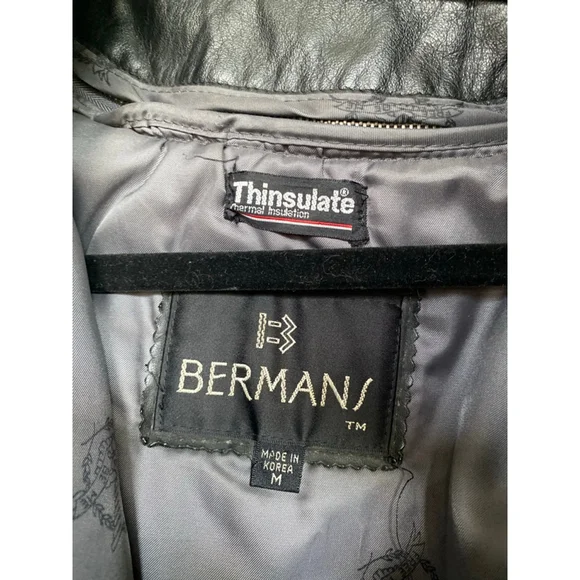 Thinsulate®
Thermal Insulation
B
BERMANS
TM
MADE IN
KOREA
M